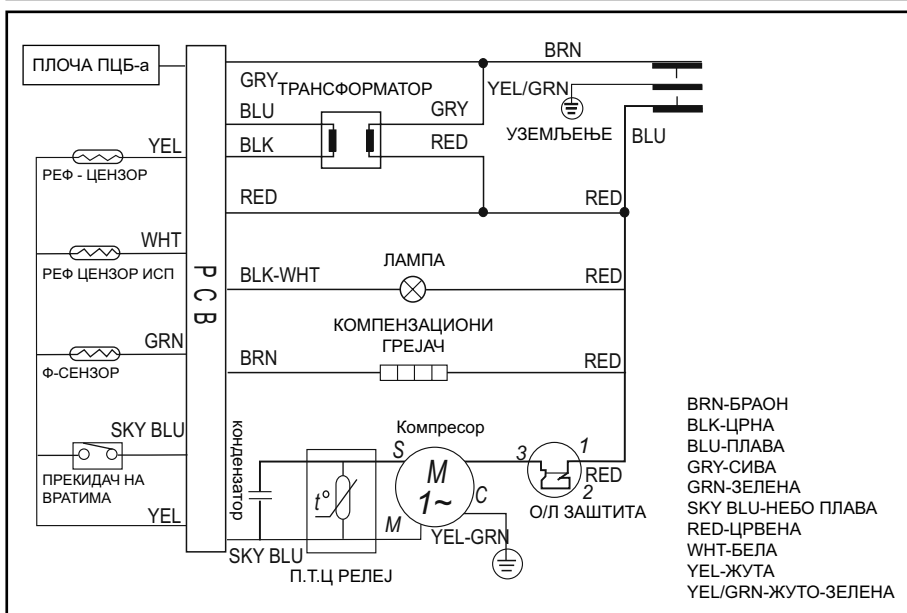 ПЛОЧА ПЦБ-а
BRN
GRY
ТРАНСФОРМАТОР
YEL/GRN
BLU
GRY
УЗЕМЉЕЊЕ
BLU
YEL
BLK
RED
РЕФ - ЦЕНЗОР
RED
RED
WHT
РЕФ ЦЕНЗОР ИСП
PCB
BLK-WHT
ЛАМПА
RED
КОМПЕНЗАЦИОНИ
ГРЕЈАЧ
GRN
BRN
RED
Ф-СЕНЗОР
SKY BLU
ПРЕКИДАЧ НА
ВРАТИМА
YEL
кондензатор
Компресор
S
M
1~
C
M
t°
3
1
RED
2
О/Л ЗАШТИТА
YEL-GRN
SKY BLU
П.Т.Ц РЕЛЕЈ
BRN-БРАОН
BLK-ЦРНА
BLU-ПЛАВА
GRY-СИВА
GRN-ЗЕЛЕНА
SKY BLU-НЕБО ПЛАВА
RED-ЦРВЕНА
WHT-БЕЛА
YEL-ЖУТА
YEL/GRN-ЖУТО-ЗЕЛЕНА